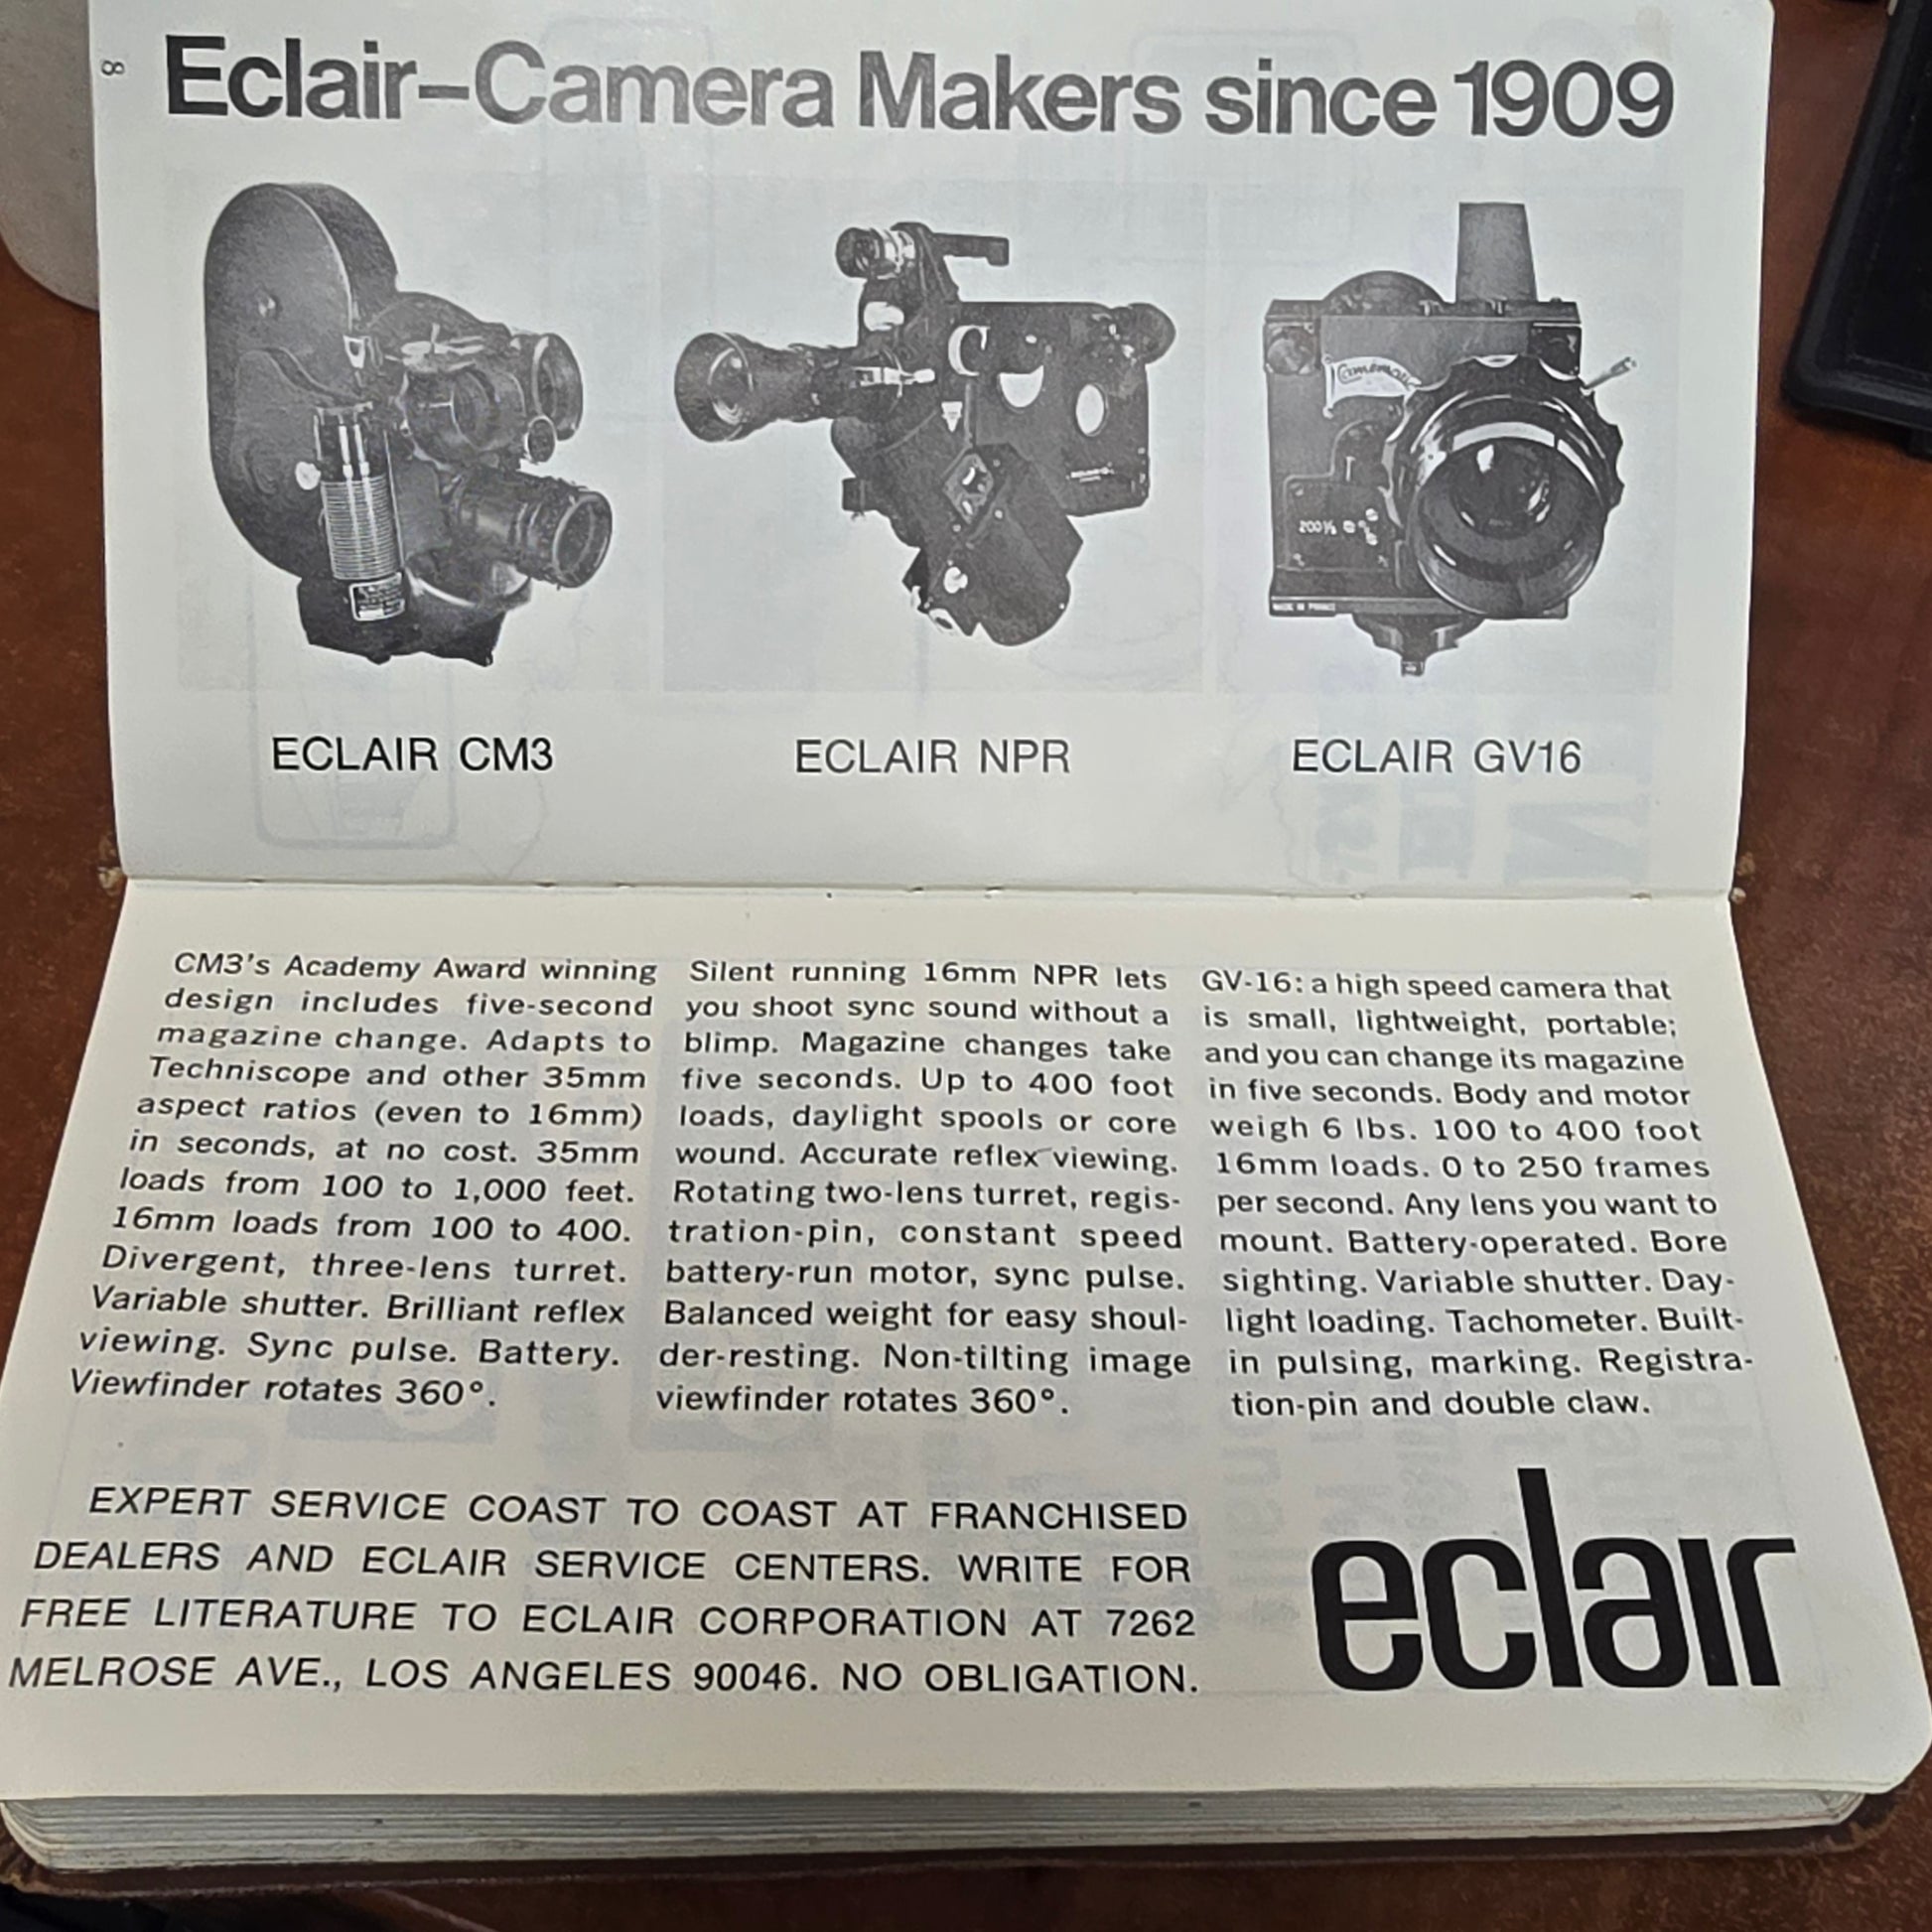 8
Eclair–Camera Makers since 1909
Camematic
200 1/5
MADE IN FRANCE
ECLAIR CM3
ECLAIR NPR
ECLAIR GV16
CM3's Academy Award winning
design includes five-second
magazine change. Adapts to
Techniscope and other 35mm
aspect ratios (even to 16mm)
in seconds, at no cost. 35mm
loads from 100 to 1,000 feet.
16mm loads from 100 to 400.
Divergent, three-lens turret.
Variable shutter. Brilliant reflex
viewing. Sync pulse. Battery.
Viewfinder rotates 360°.
Silent running 16mm NPR lets
you shoot sync sound without a
blimp. Magazine changes take
five seconds. Up to 400 foot
loads, daylight spools or core
wound. Accurate reflex viewing.
Rotating two-lens turret, regis-
tration-pin, constant speed
battery-run motor, sync pulse.
Balanced weight for easy shoul-
der-resting. Non-tilting image
viewfinder rotates 360°.
GV-16: a high speed camera that
is small, lightweight, portable;
and you can change its magazine
in five seconds. Body and motor
weigh 6 lbs. 100 to 400 foot
16mm loads. 0 to 250 frames
per second. Any lens you want to
mount. Battery-operated. Bore
sighting. Variable shutter. Day-
light loading. Tachometer. Built-
in pulsing, marking. Registra-
tion-pin and double claw.
EXPERT SERVICE COAST TO COAST AT FRANCHISED
DEALERS AND ECLAIR SERVICE CENTERS. WRITE FOR
FREE LITERATURE TO ECLAIR CORPORATION AT 7262
MELROSE AVE., LOS ANGELES 90046. NO OBLIGATION.
eclair